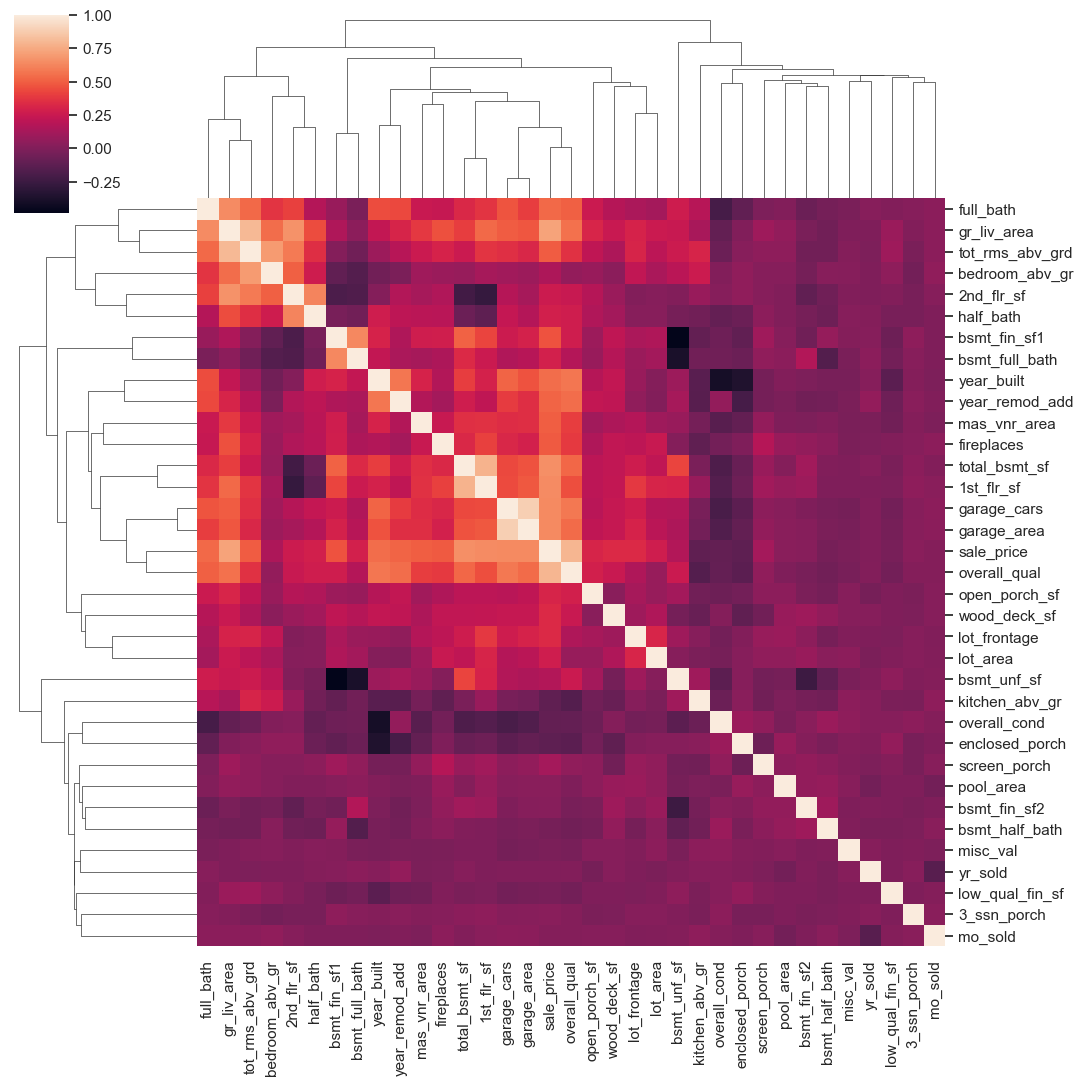 1.00
0.75
0.50
0.25
0.00
−0.25
full_bath
gr_liv_area
tot_rms_abv_grd
bedroom_abv_gr
2nd_flr_sf
half_bath
bsmt_fin_sf1
bsmt_full_bath
year_built
year_remod_add
mas_vnr_area
fireplaces
total_bsmt_sf
1st_flr_sf
garage_cars
garage_area
sale_price
overall_qual
open_porch_sf
wood_deck_sf
lot_frontage
lot_area
bsmt_unf_sf
kitchen_abv_gr
overall_cond
enclosed_porch
screen_porch
pool_area
bsmt_fin_sf2
bsmt_half_bath
misc_val
yr_sold
low_qual_fin_sf
3_ssn_porch
mo_sold
full_bath
gr_liv_area
tot_rms_abv_grd
bedroom_abv_gr
2nd_flr_sf
half_bath
bsmt_fin_sf1
bsmt_full_bath
year_built
year_remod_add
mas_vnr_area
fireplaces
total_bsmt_sf
1st_flr_sf
garage_cars
garage_area
sale_price
overall_qual
open_porch_sf
wood_deck_sf
lot_frontage
lot_area
bsmt_unf_sf
kitchen_abv_gr
overall_cond
enclosed_porch
screen_porch
pool_area
bsmt_fin_sf2
bsmt_half_bath
misc_val
yr_sold
low_qual_fin_sf
3_ssn_porch
mo_sold